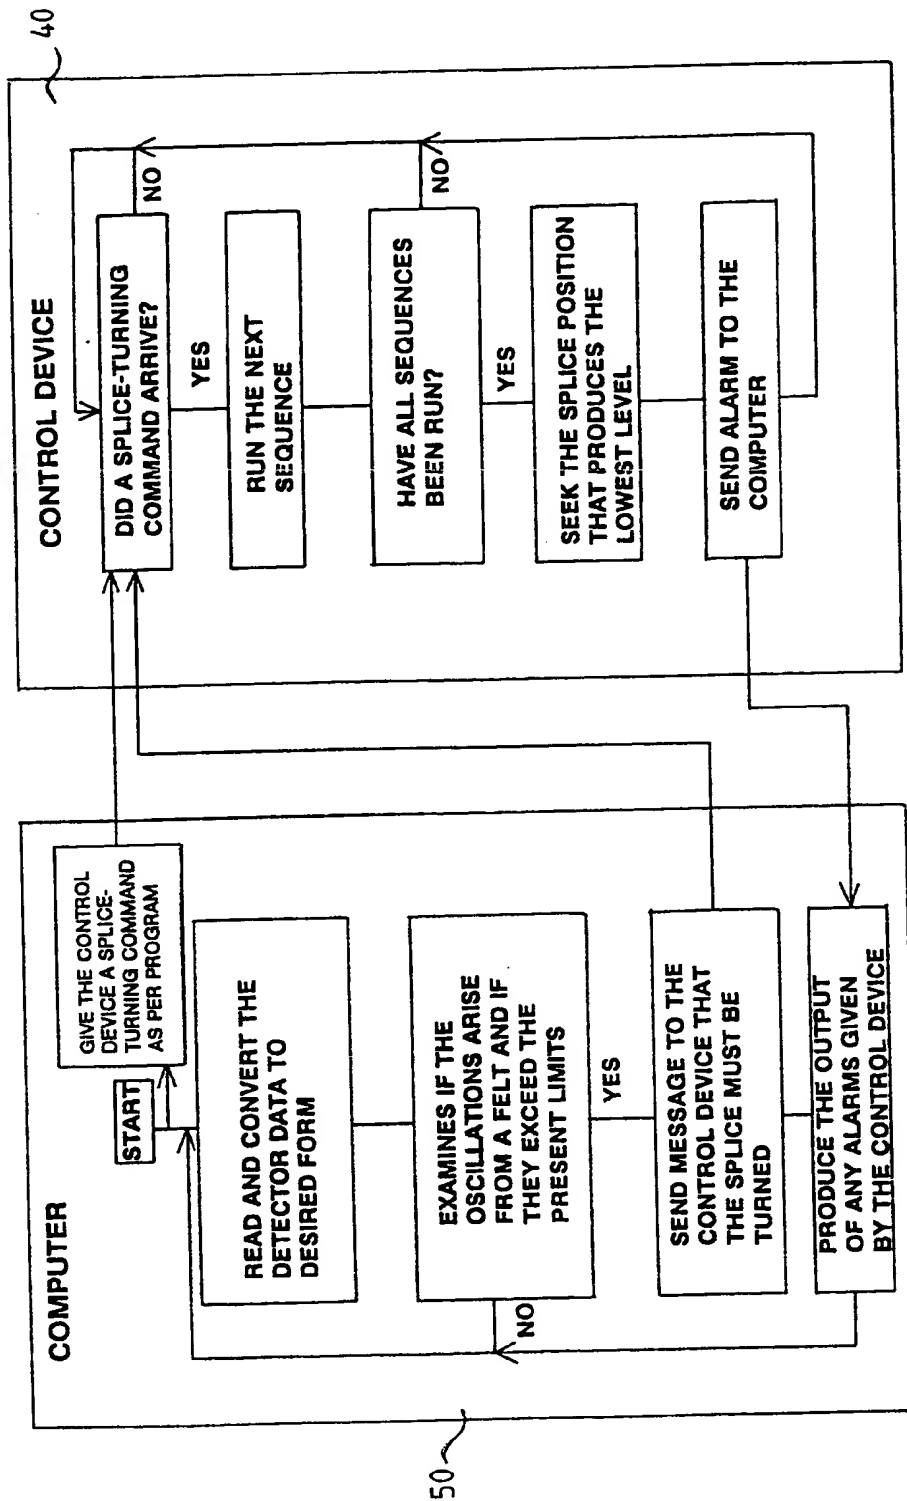 50
COMPUTER
START
GIVE THE CONTROL
DEVICE A SPLICE-
TURNING COMMAND
AS PER PROGRAM
READ AND CONVERT THE
DETECTOR DATA TO
DESIRED FORM
EXAMINES IF THE
OSCILLATIONS ARISE
FROM A FELT AND IF
THEY EXCEED THE
PRESENT LIMITS
NO
YES
SEND MESSAGE TO THE
CONTROL DEVICE THAT
THE SPLICE MUST BE
TURNED
PRODUCE THE OUTPUT
OF ANY ALARMS GIVEN
BY THE CONTROL DEVICE
40
CONTROL DEVICE
DID A SPLICE-TURNING
COMMAND ARRIVE?
NO
YES
RUN THE NEXT
SEQUENCE
HAVE ALL SEQUENCES
BEEN RUN?
NO
YES
SEEK THE SPLICE POSITION
THAT PRODUCES THE
LOWEST LEVEL
SEND ALARM TO THE
COMPUTER